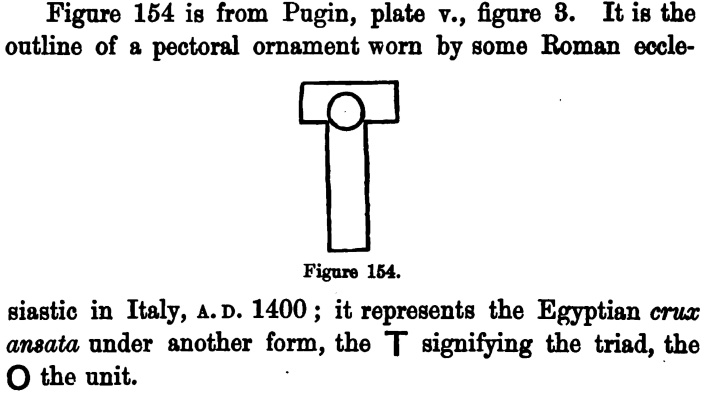 Figure 154 is from Pugin, plate v., figure 3. It is the
outline of a pectoral ornament worn by some Roman eccle-
Figure 154.
siastic in Italy, A.D. 1400; it represents the Egyptian crux
ansata under another form, the T signifying the triad, the
O the unit.